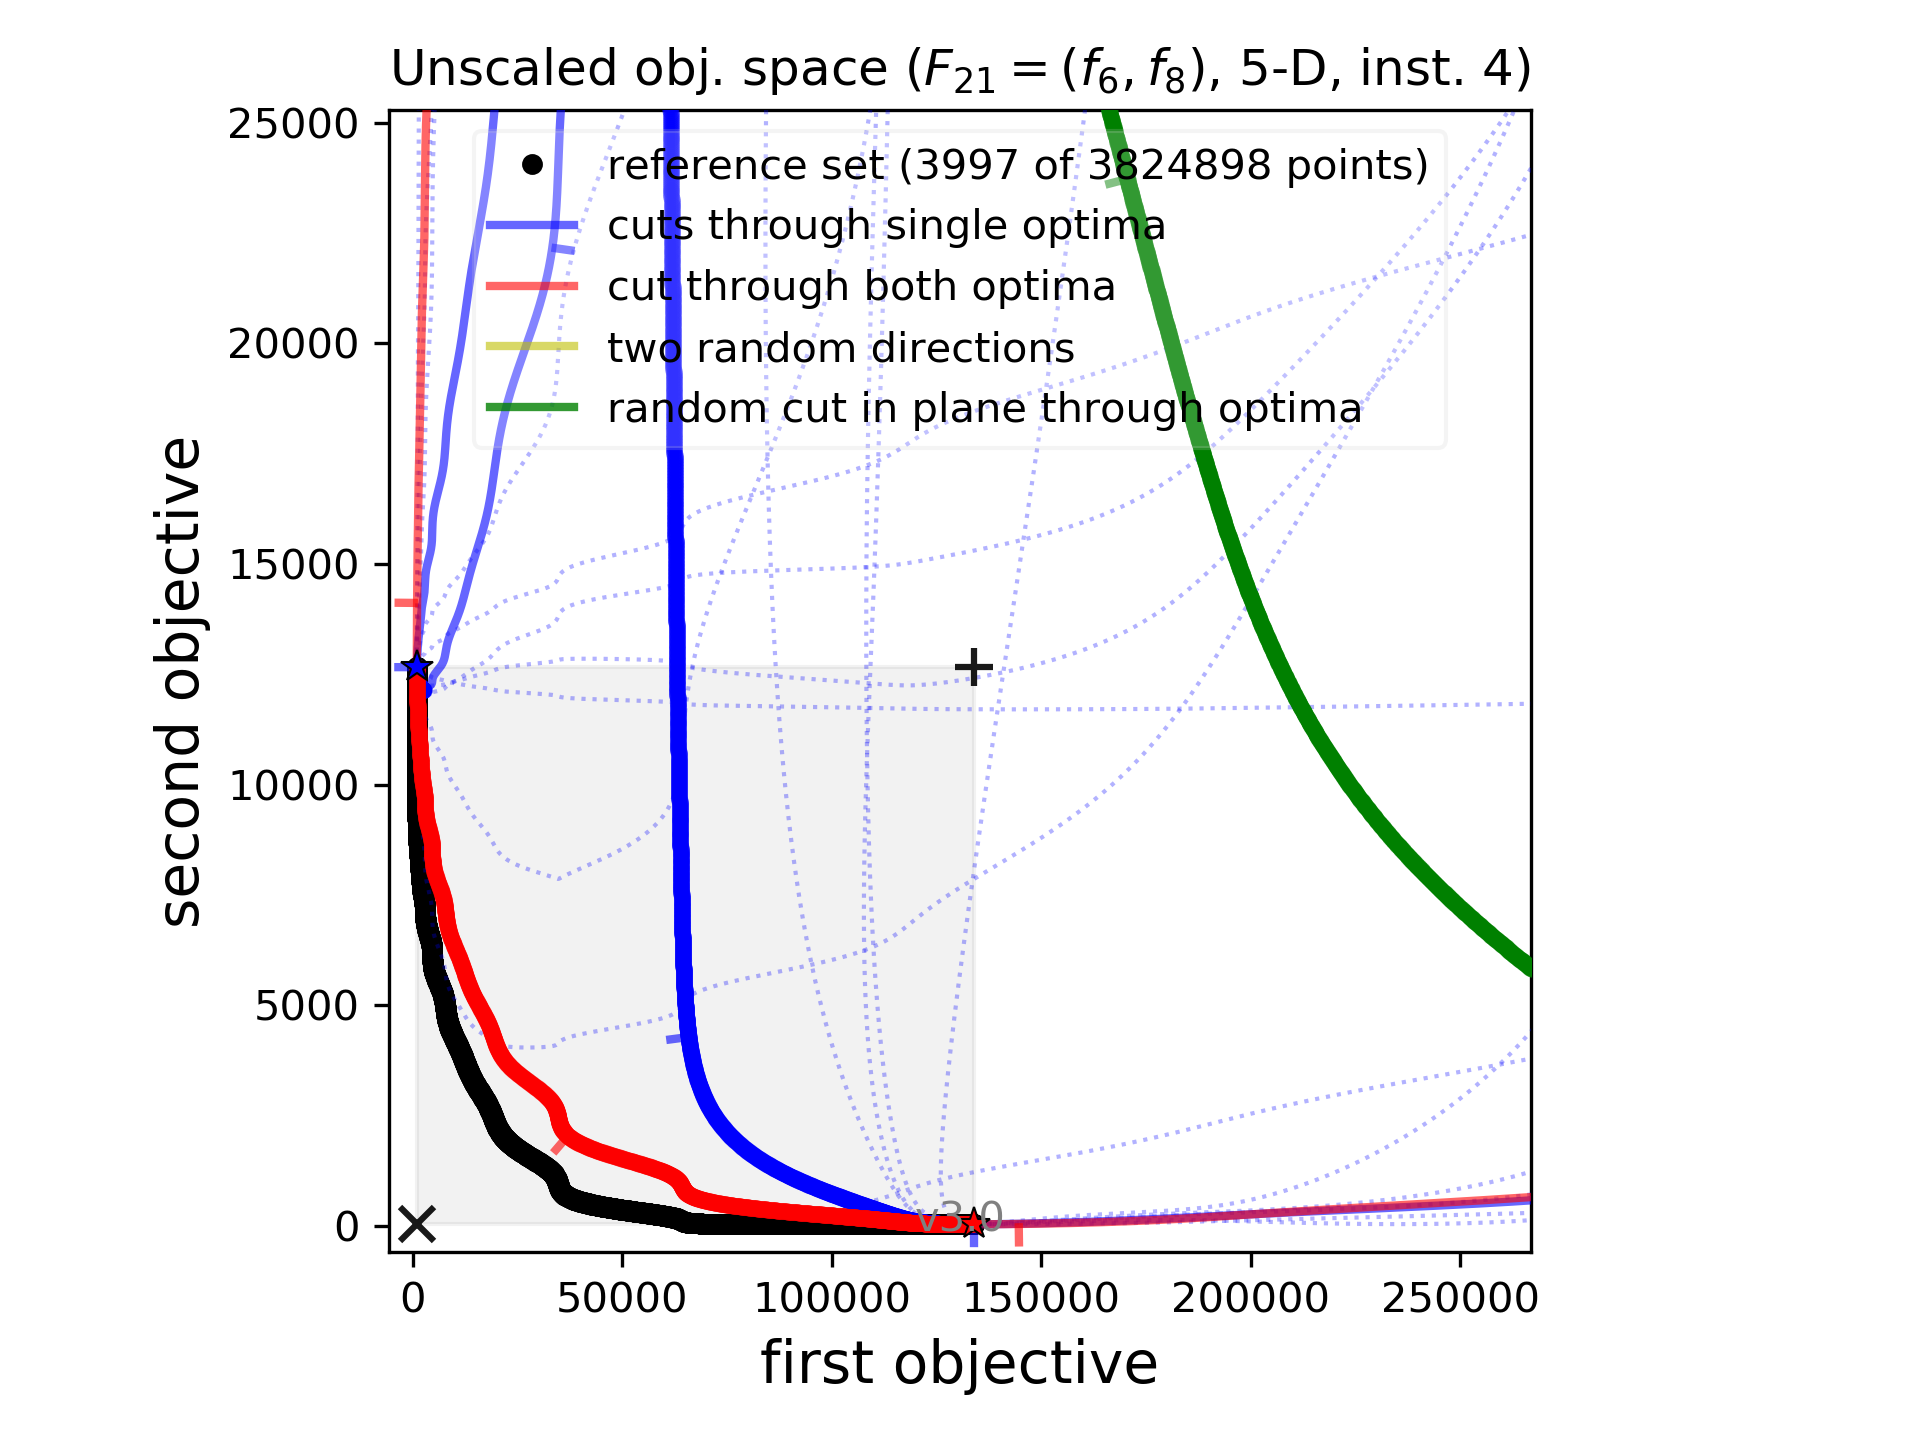 Unscaled obj. space (F21 = (f6, f8), 5-D, inst. 4)
25000
20000
15000
10000
5000
0
second objective
reference set (3997 of 3824898 points)
cuts through single optima
cut through both optima
two random directions
random cut in plane through optima
v3.0
0 50000 100000 150000 200000 250000
first objective